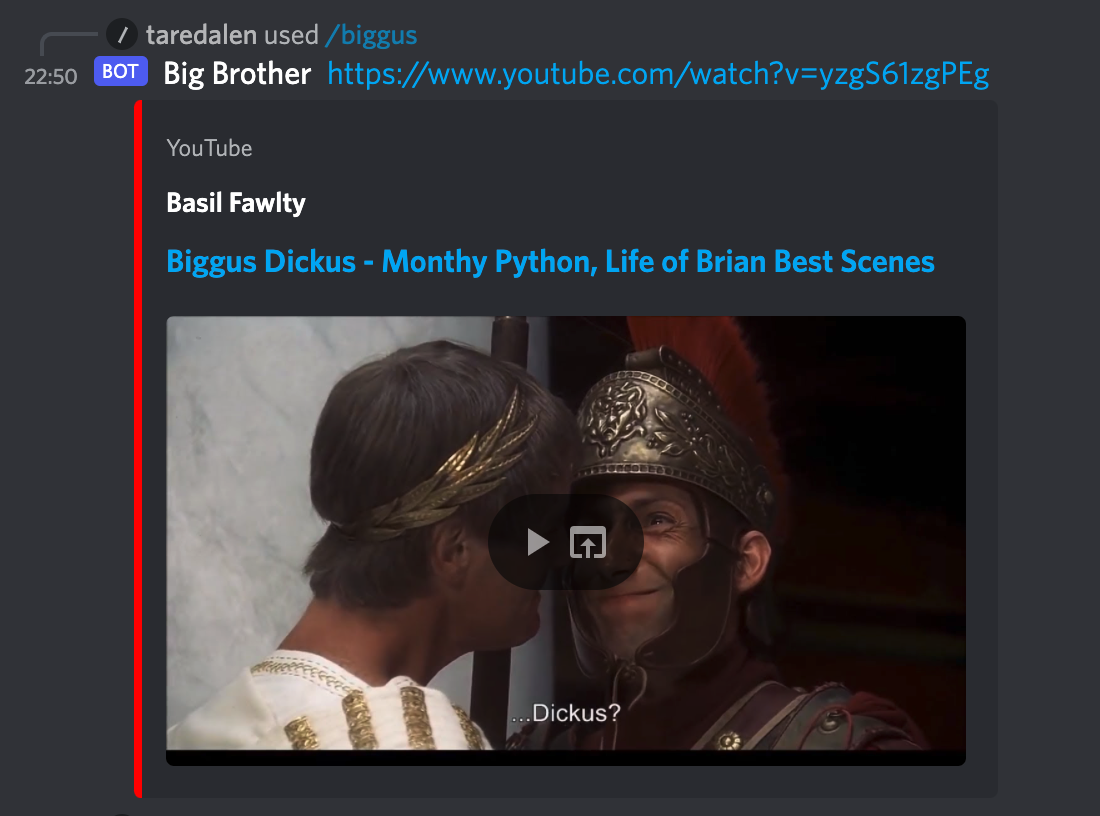 taredalen used /biggus
22:50 BOT Big Brother https://www.youtube.com/watch?v=yzgS61zgPEg
YouTube
Basil Fawlty
Biggus Dickus - Monthy Python, Life of Brian Best Scenes
...Dickus?